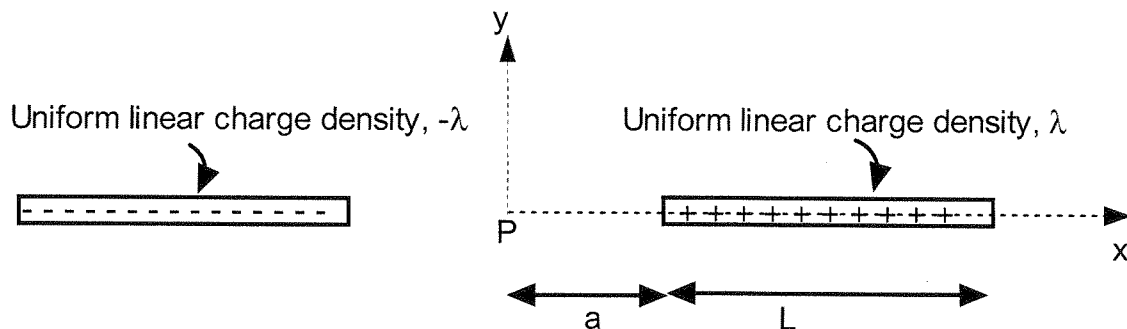 y
Uniform linear charge density, -λ
Uniform linear charge density, λ
- - - - - - - - - - - - - -
+ + + + + + + + + +
P
x
a
L